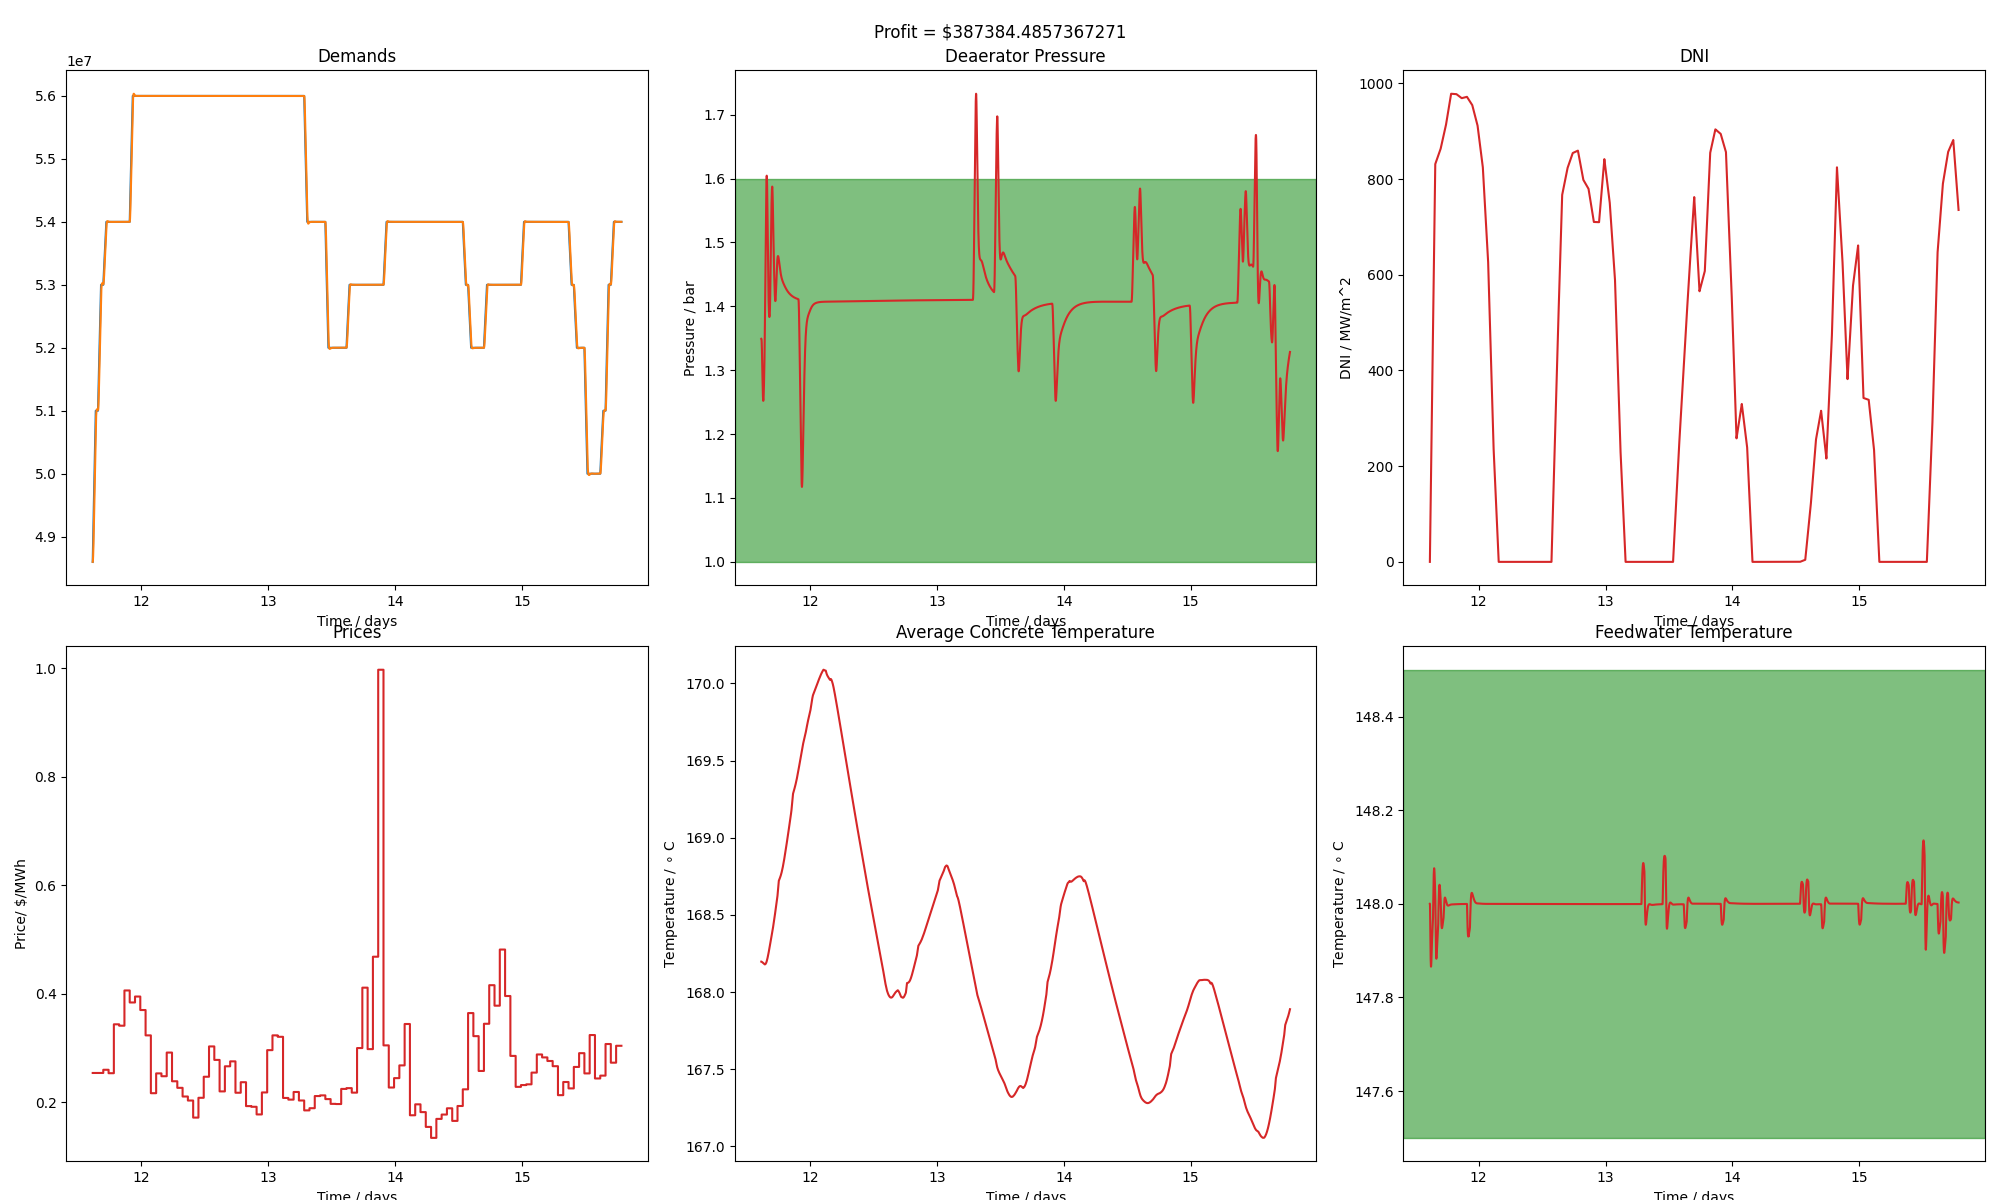 Profit = $387384.4857367271
Demands
1e7
5.6
5.5
5.4
5.3
5.2
5.1
5.0
4.9
12 13 14 15
Time / days
Deaerator Pressure
Pressure / bar
1.7
1.6
1.5
1.4
1.3
1.2
1.1
1.0
12 13 14 15
Time / days
DNI
DNI / MW/m^2
1000
800
600
400
200
0
12 13 14 15
Time / days
Prices
Price/ $/MWh
1.0
0.8
0.6
0.4
0.2
12 13 14 15
Time / days
Average Concrete Temperature
Temperature / ∘ C
170.0
169.5
169.0
168.5
168.0
167.5
167.0
12 13 14 15
Time / days
Feedwater Temperature
Temperature / ∘ C
148.4
148.2
148.0
147.8
147.6
12 13 14 15
Time / days